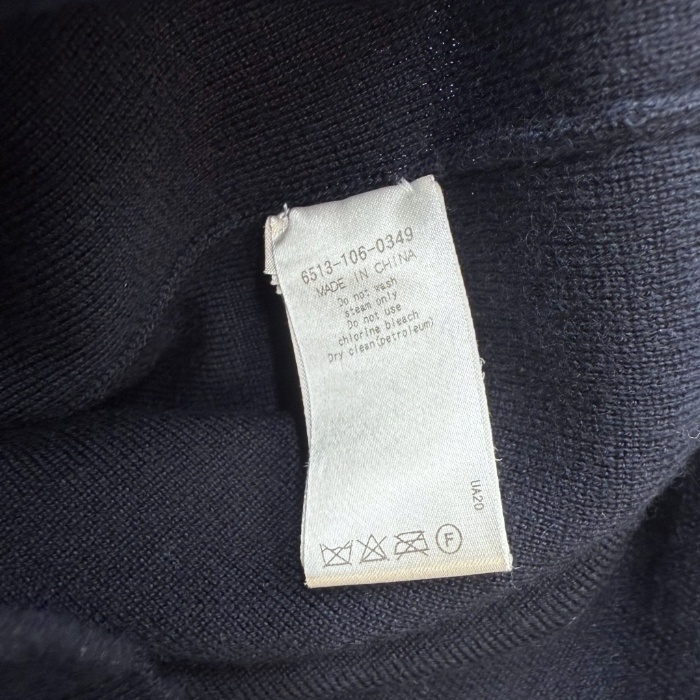 6513-106-0349
MADE IN CHINA
Do not wash
steam only
Do not use
chlorine bleach
Dry clean(petroleum)
UA20
F